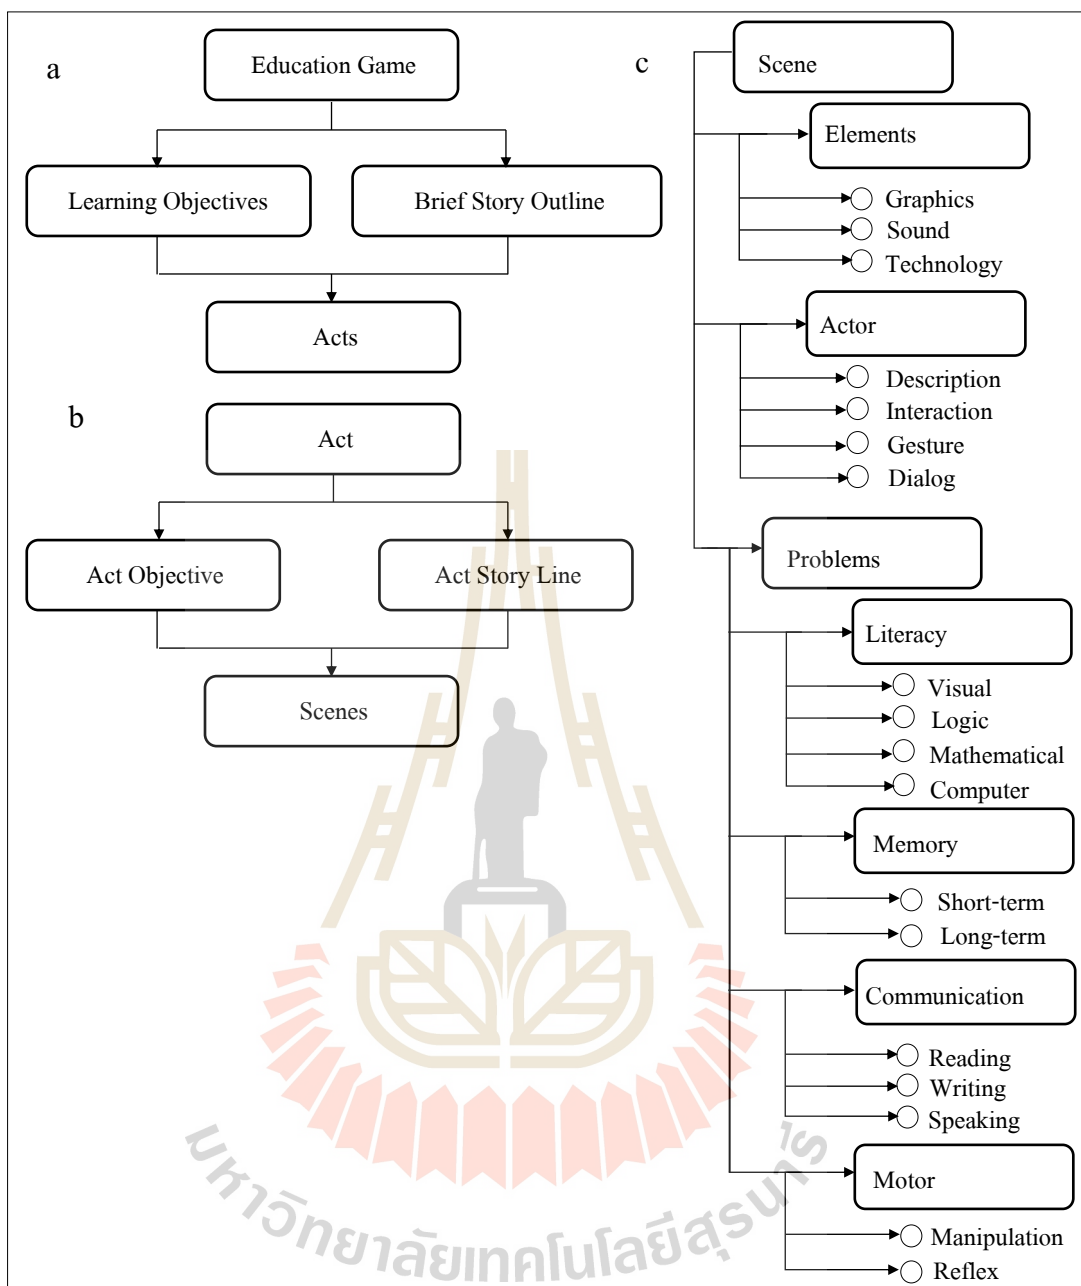 a
Education Game
Learning Objectives
Brief Story Outline
Acts
b
Act
Act Objective
Act Story Line
Scenes
c
Scene
Elements
Graphics
Sound
Technology
Actor
Description
Interaction
Gesture
Dialog
Problems
Literacy
Visual
Logic
Mathematical
Computer
Memory
Short-term
Long-term
Communication
Reading
Writing
Speaking
Motor
Manipulation
Reflex
มหาวิทยาลัยเทคโนโลยีสุรนารี